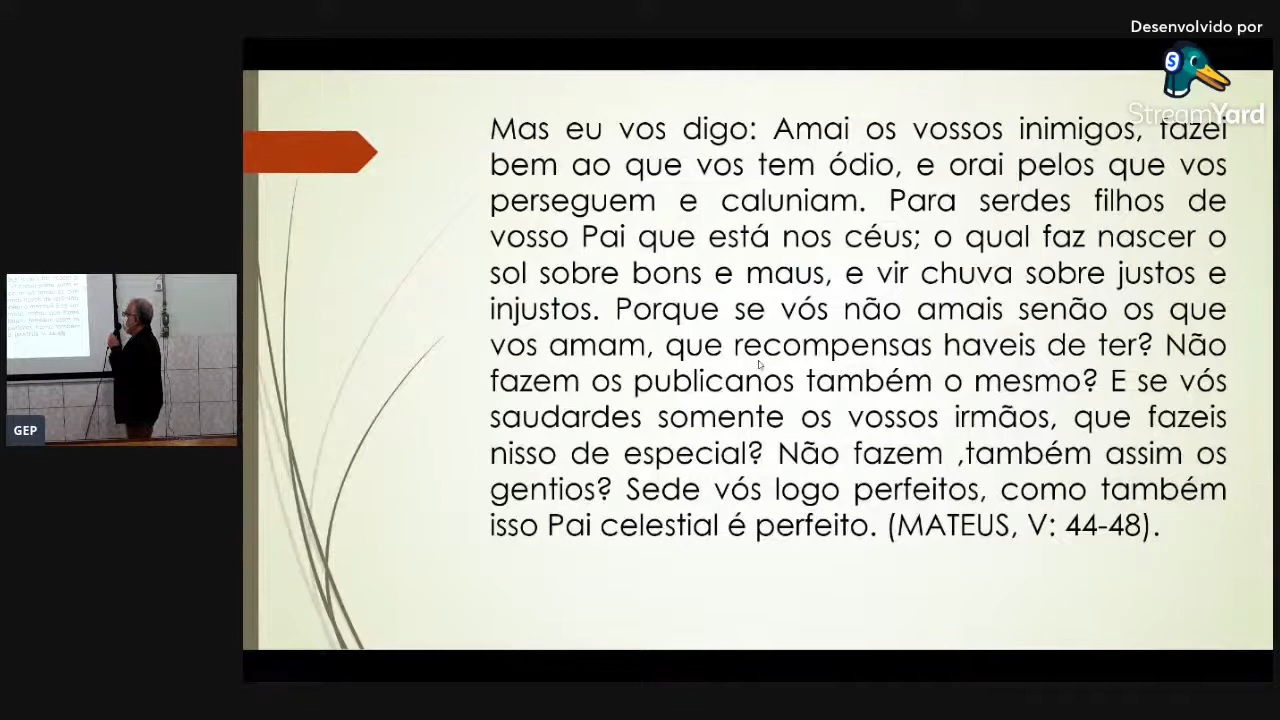 Desenvolvido por
StreamYard
Mas eu vos digo: Amai os vossos inimigos, fazei
bem ao que vos tem ódio, e orai pelos que vos
perseguem e caluniam. Para serdes filhos de
vosso Pai que está nos céus; o qual faz nascer o
sol sobre bons e maus, e vir chuva sobre justos e
injustos. Porque se vós não amais senão os que
vos amam, que recompensas haveis de ter? Não
fazem os publicanos também o mesmo? E se vós
saudardes somente os vossos irmãos, que fazeis
nisso de especial? Não fazem ,também assim os
gentios? Sede vós logo perfeitos, como também
isso Pai celestial é perfeito. (MATEUS, V: 44-48).
GEP